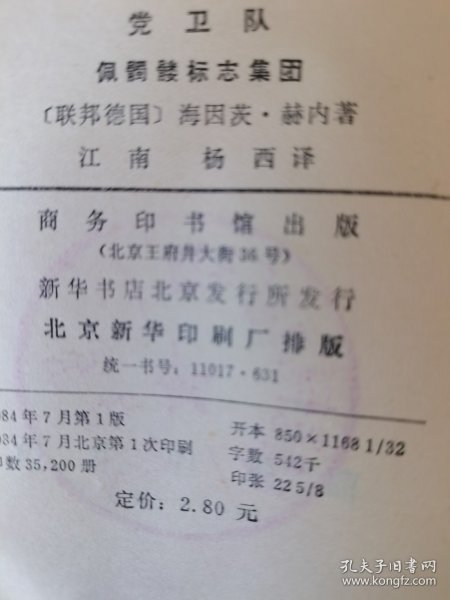 党卫队
佩髑髅标志集团
〔联邦德国〕海因茨·赫内著
江南 杨西译
商务印书馆出版
（北京王府井大街36号）
新华书店北京发行所发行
北京新华印刷厂排版
统一书号：11017·631
984年7月第1版
984年7月北京第1次印刷
印数35,200册
开本 850×1168 1/32
字数 542千
印张 22 5/8
定价：2.80 元
孔夫子旧书网
www.kongfz.com